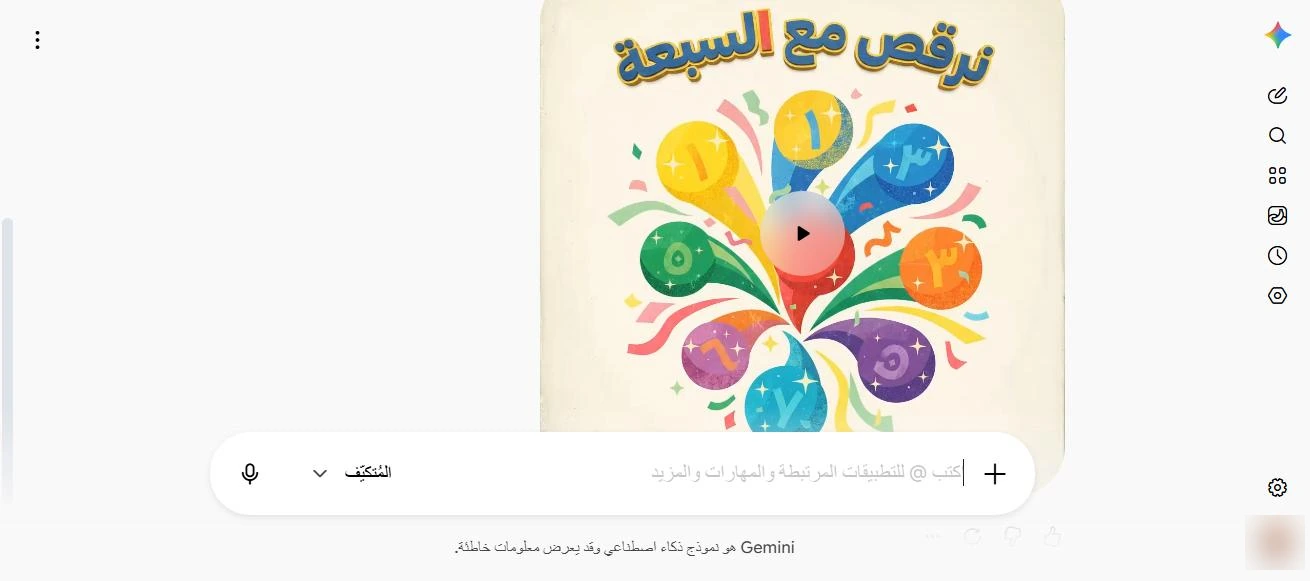 نرقص مع السبعة
١
١
٣
٥
٣
٦
٥
٧
كتب @ للتطبيقات المرتبطة والمهارات والمزيد
المُتكيّف
Gemini هو نموذج ذكاء اصطناعي وقد يعرض معلومات خاطئة.